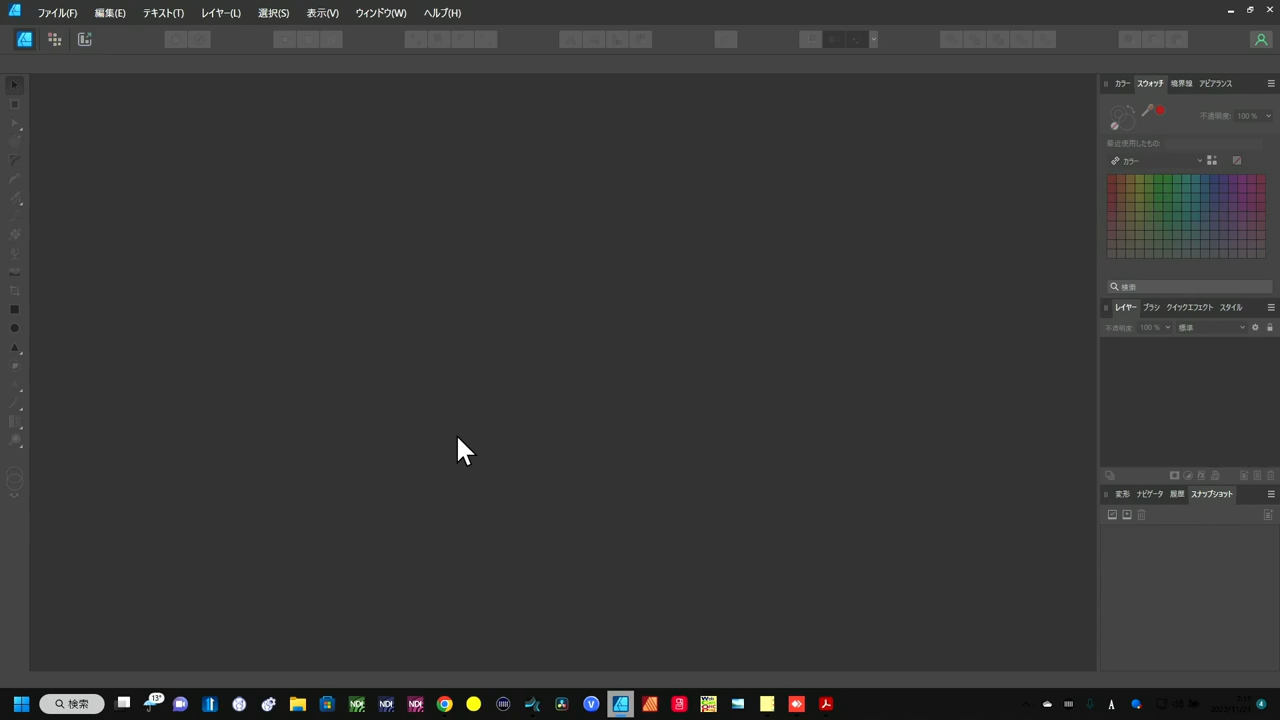 ファイル(F) 編集(E) テキスト(T) レイヤー(L) 選択(S) 表示(V) ウィンドウ(W) ヘルプ(H)
カラー スウォッチ 境界線 アピアランス
不透明度: 100 %
最近使用したもの:
カラー
検索
レイヤー ブラシ クイックエフェクト スタイル
不透明度: 100 % 標準
変形 ナビゲータ 履歴 スナップショット
検索
13°
NDI
NDI
NDI
V
A
4